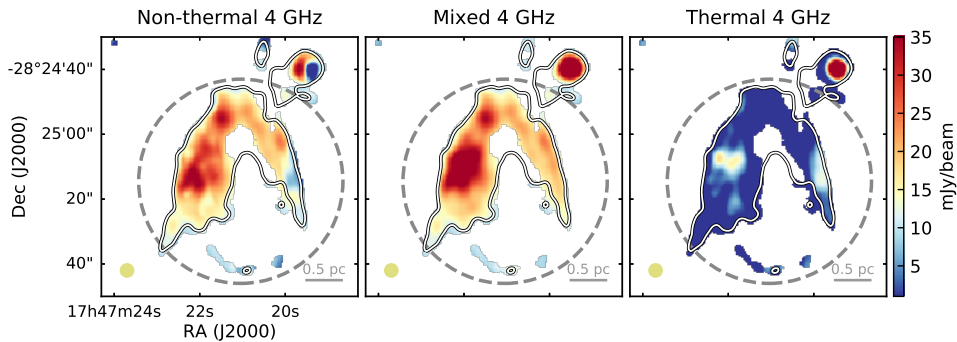 Non-thermal 4 GHz
Mixed 4 GHz
Thermal 4 GHz
-28°24'40"
25'00"
20"
40"
Dec (J2000)
0.5 pc
0.5 pc
0.5 pc
17h47m24s
22s
20s
RA (J2000)
35
30
25
20
15
10
5
mJy/beam